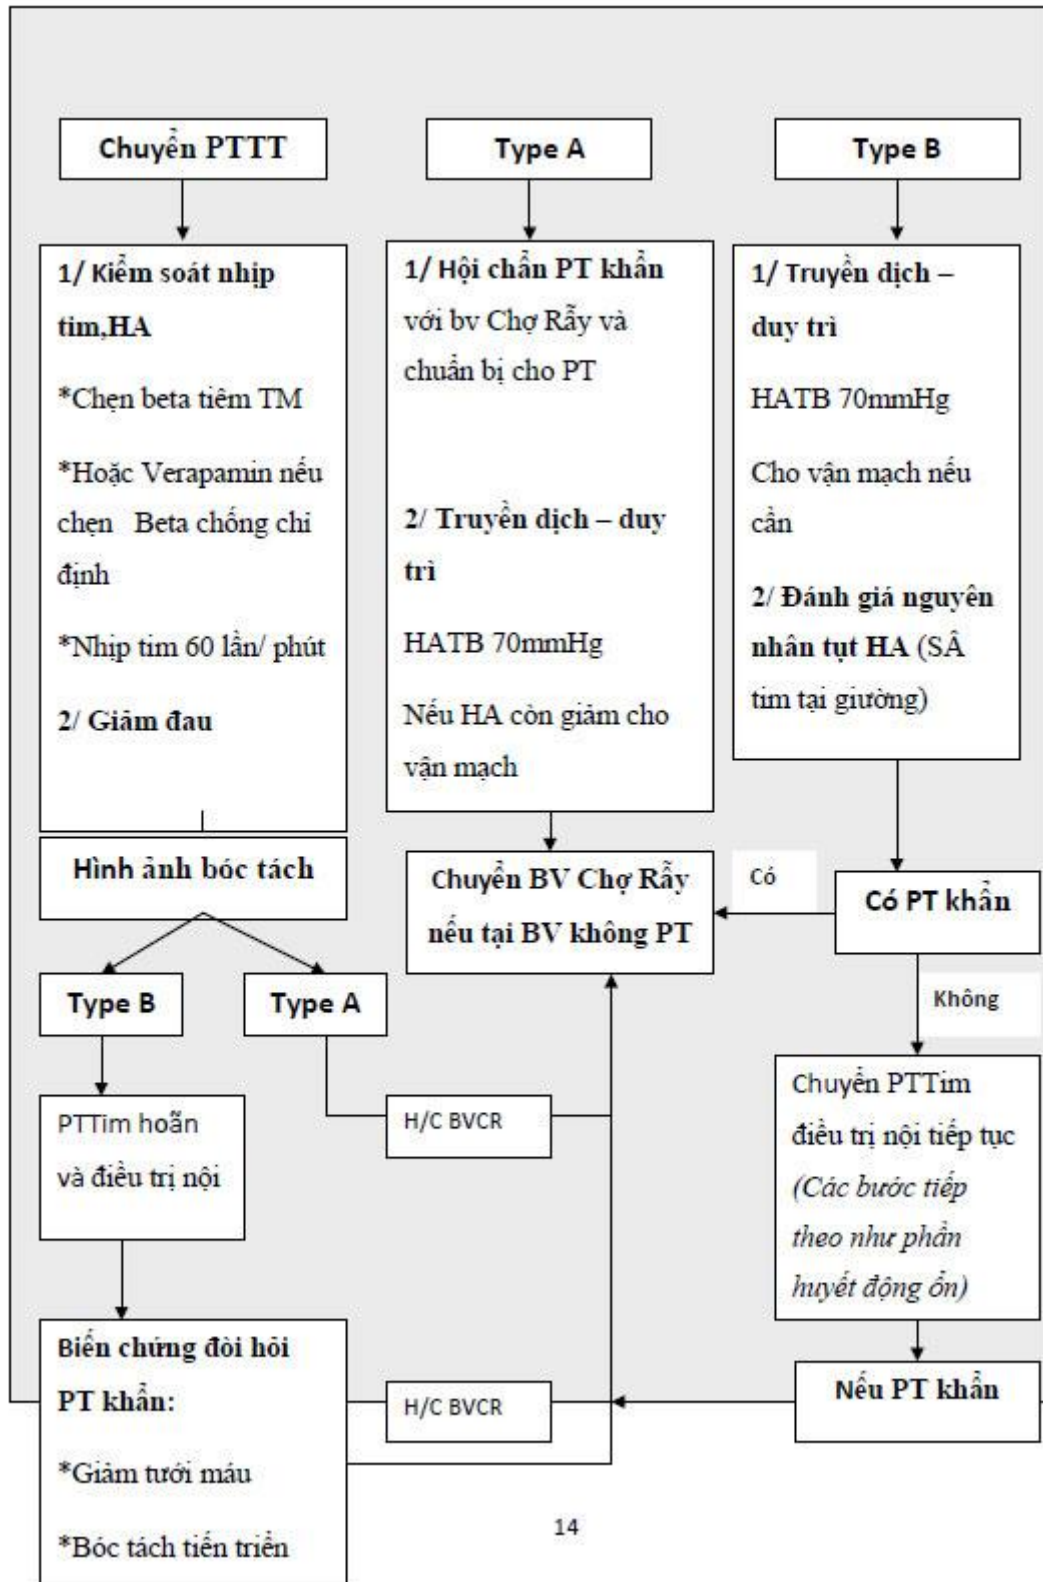 Chuyển PTTT
Type A
Type B
1/ Kiểm soát nhịp
tim,HA
*Chẹn beta tiêm TM
*Hoặc Verapamin nếu
chẹn Beta chống chỉ
định
*Nhịp tim 60 lần/ phút
2/ Giảm đau
1/ Hội chẩn PT khẩn
với bv Chợ Rẫy và
chuẩn bị cho PT
2/ Truyền dịch – duy
trì
HATB 70mmHg
Nếu HA còn giảm cho
vận mạch
1/ Truyền dịch –
duy trì
HATB 70mmHg
Cho vận mạch nếu
cần
2/ Đánh giá nguyên
nhân tụt HA (SÂ
tim tại giường)
Hình ảnh bóc tách
Chuyển BV Chợ Rẫy
nếu tại BV không PT
Có
Có PT khẩn
Type B
Type A
Không
PTTim hoãn
và điều trị nội
H/C BVCR
Chuyển PTTim
điều trị nội tiếp tục
(Các bước tiếp
theo như phần
huyết động ổn)
Biến chứng đòi hỏi
PT khẩn:
*Giảm tưới máu
*Bóc tách tiến triển
H/C BVCR
Nếu PT khẩn
14